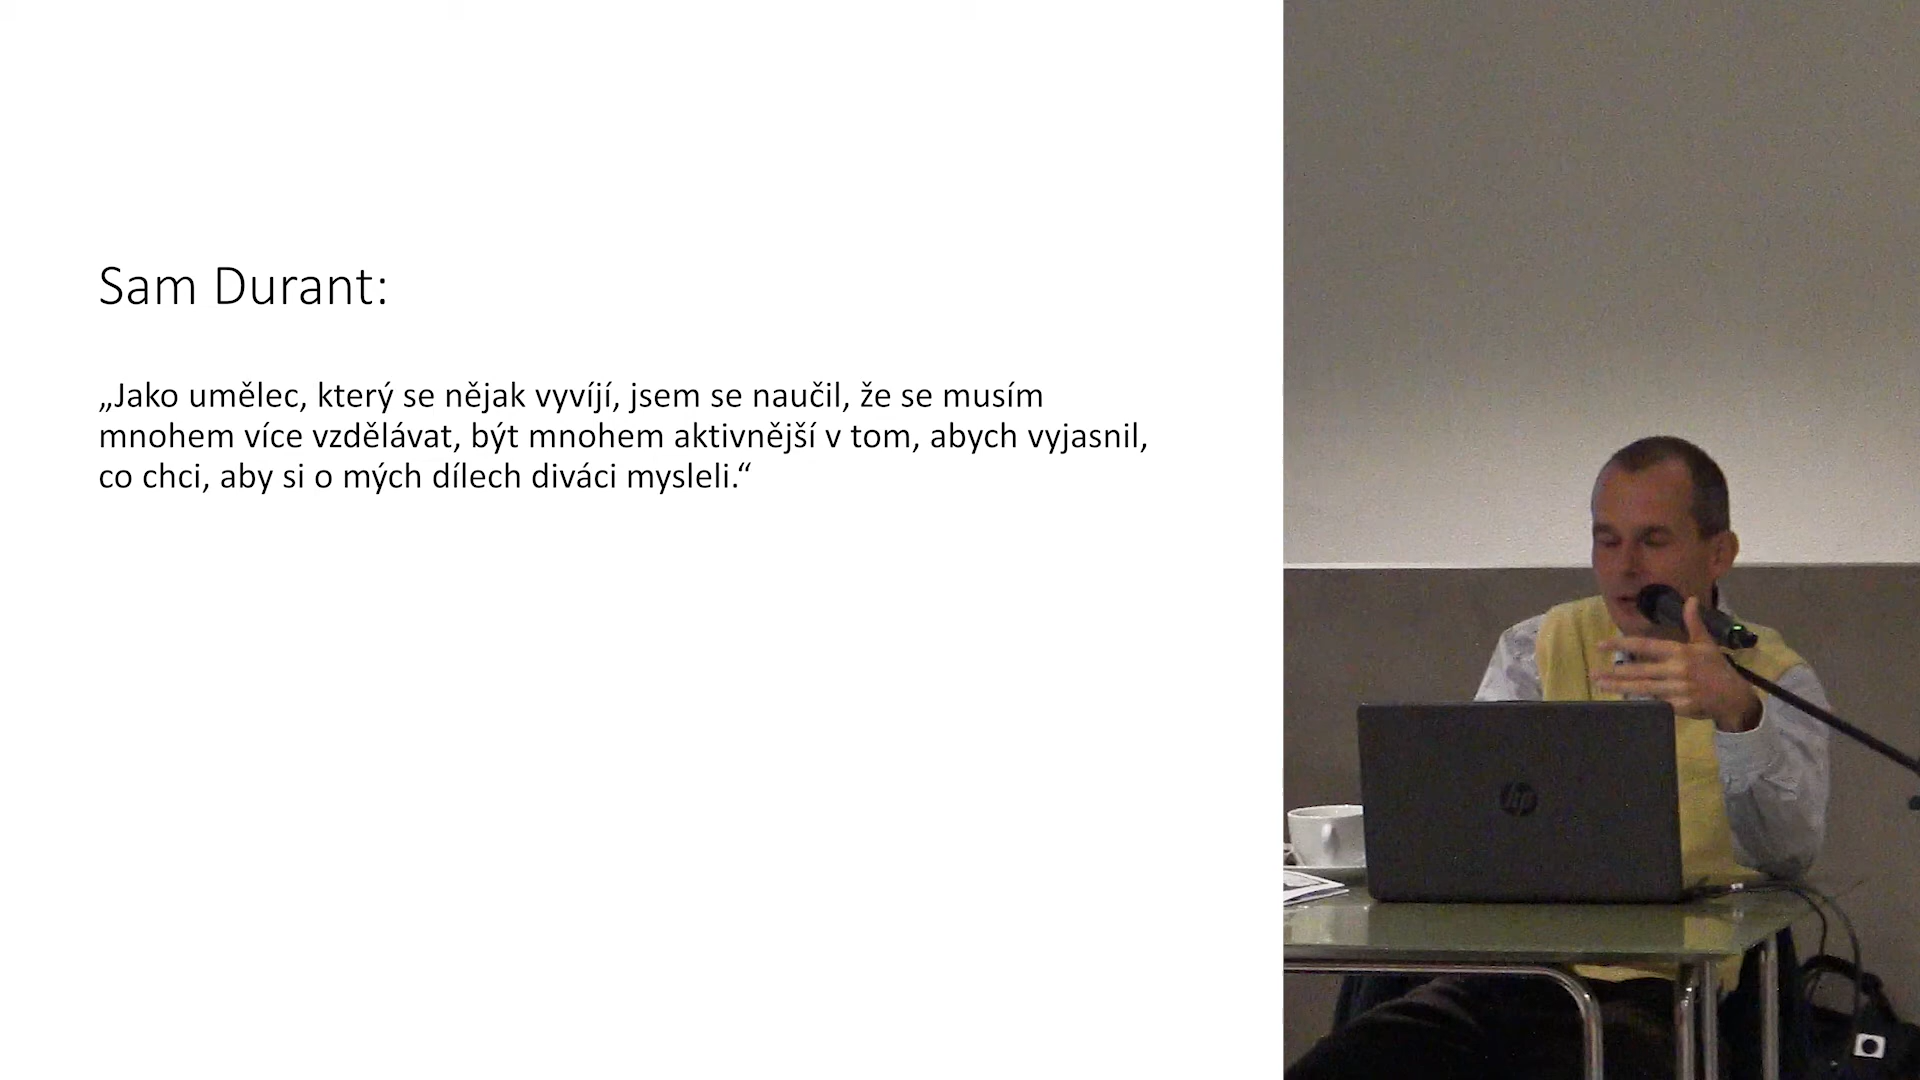 Sam Durant:
„Jako umělec, který se nějak vyvíjí, jsem se naučil, že se musím
mnohem více vzdělávat, být mnohem aktivnější v tom, abych vyjasnil,
co chci, aby si o mých dílech diváci mysleli.“
hp